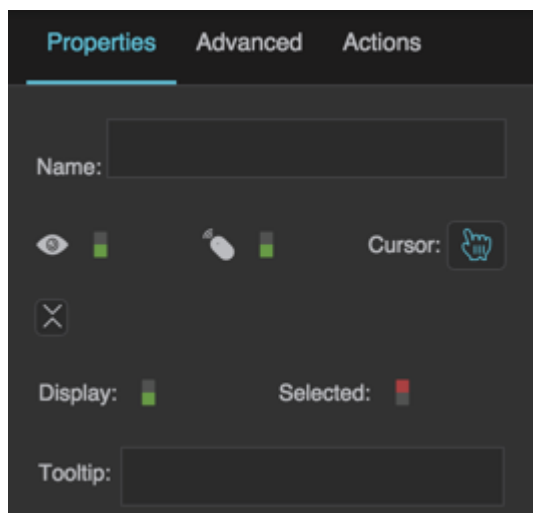 Properties Advanced Actions
Name:
Cursor:
Display: Selected:
Tooltip: